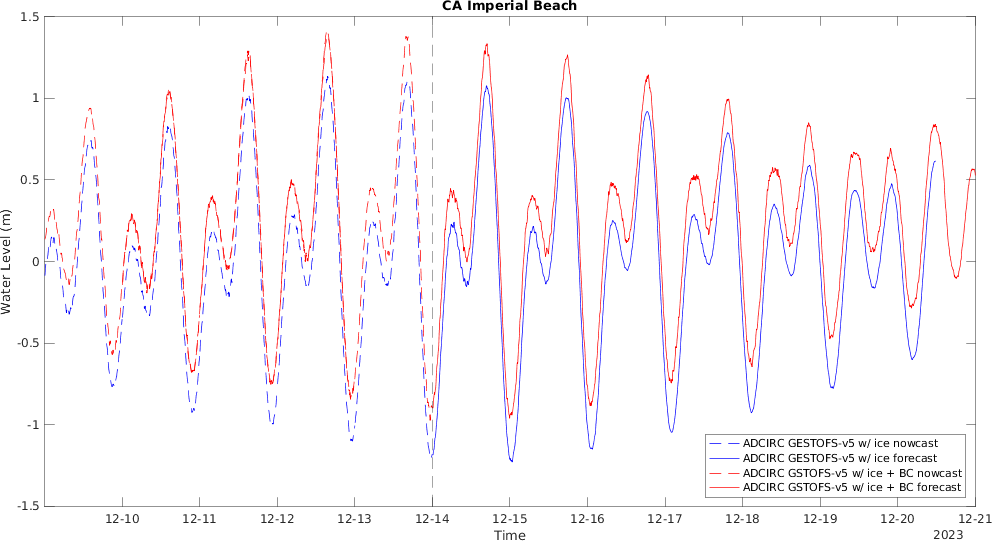 CA Imperial Beach
1.5
1
0.5
0
-0.5
-1
-1.5
Water Level (m)
ADCIRC GESTOFS-v5 w/ ice nowcast
ADCIRC GESTOFS-v5 w/ ice forecast
ADCIRC GSTOFS-v5 w/ ice + BC nowcast
ADCIRC GSTOFS-v5 w/ ice + BC forecast
12-10 12-11 12-12 12-13 12-14 12-15 12-16 12-17 12-18 12-19 12-20 12-21
Time
2023